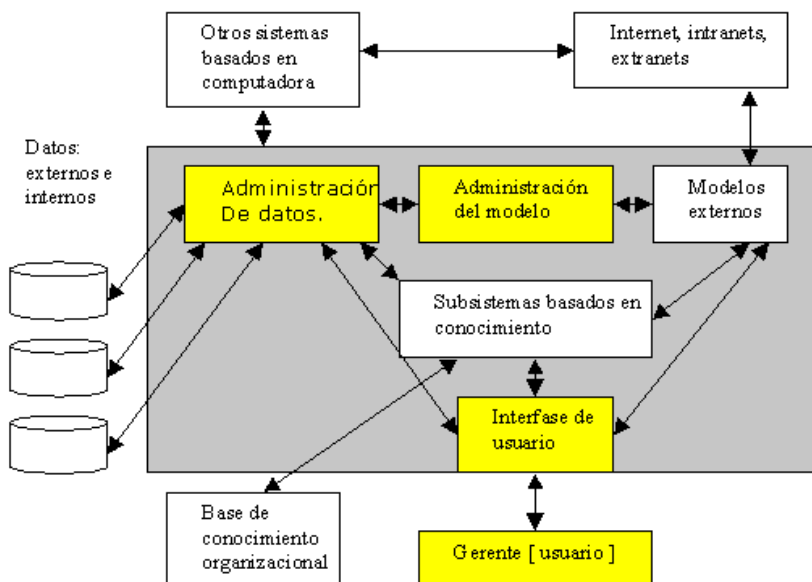 Otros sistemas
basados en
computadora
Internet, intranets,
extranets
Datos:
externos e
internos
Administración
De datos.
Administración
del modelo
Modelos
externos
Subsistemas basados en
conocimiento
Interfase de
usuario
Base de
conocimiento
organizacional
Gerente [ usuario ]